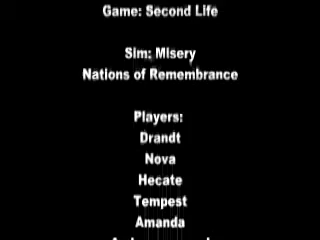 Game: Second Life
Sim: Misery
Nations of Remembrance
Players:
Drandt
Nova
Hecate
Tempest
Amanda